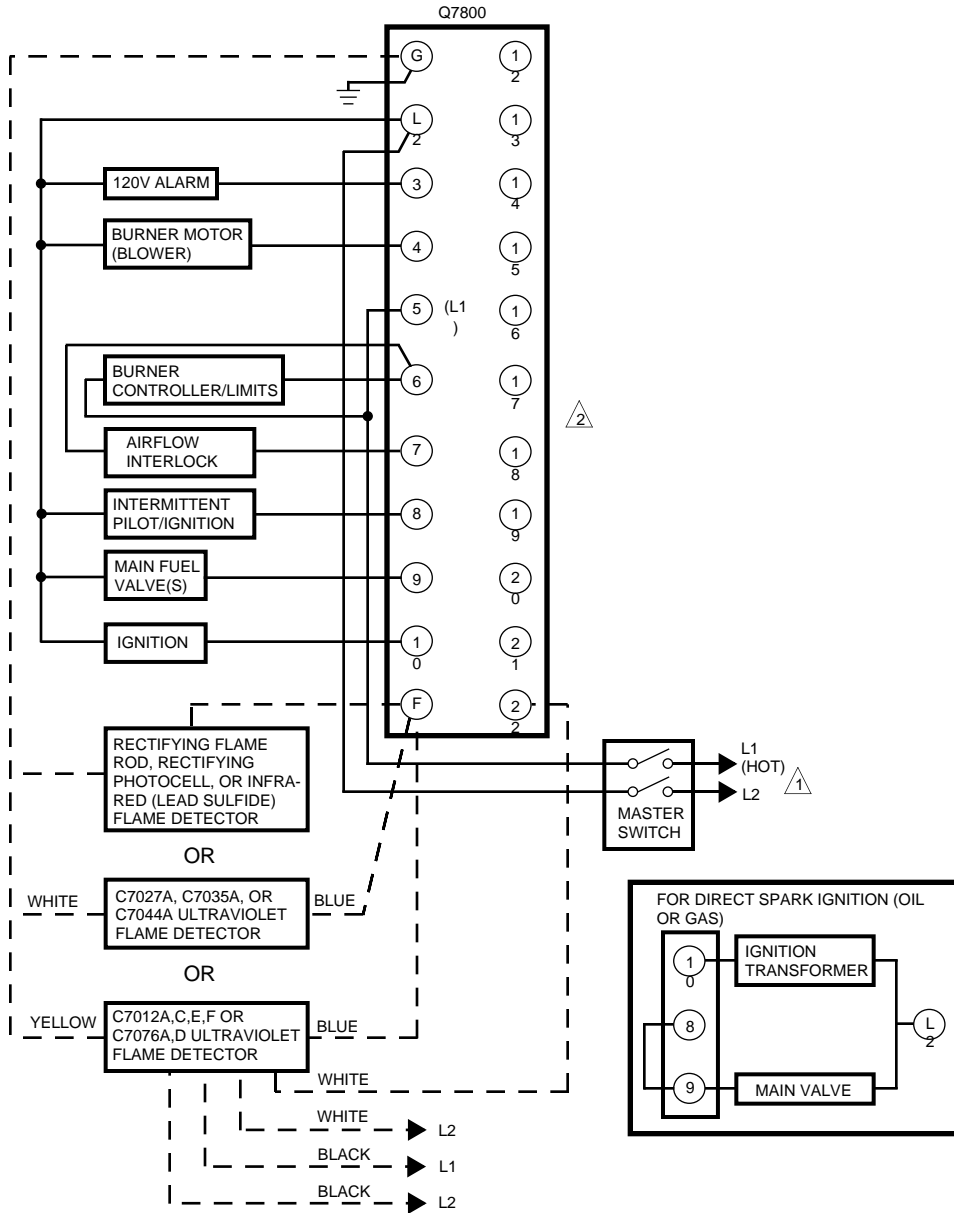 Q7800
G
1
2
L
2
1
3
120V ALARM
3
1
4
BURNER MOTOR
(BLOWER)
4
1
5
5
(L1
)
1
6
BURNER
CONTROLLER/LIMITS
6
1
7
2
AIRFLOW
INTERLOCK
7
1
8
INTERMITTENT
PILOT/IGNITION
8
1
9
MAIN FUEL
VALVE(S)
9
2
0
IGNITION
1
0
2
1
F
2
2
RECTIFYING FLAME
ROD, RECTIFYING
PHOTOCELL, OR INFRA-
RED (LEAD SULFIDE)
FLAME DETECTOR
L1
(HOT)
1
L2
MASTER
SWITCH
OR
WHITE
C7027A, C7035A, OR
C7044A ULTRAVIOLET
FLAME DETECTOR
BLUE
OR
YELLOW
C7012A,C,E,F OR
C7076A,D ULTRAVIOLET
FLAME DETECTOR
BLUE
WHITE
WHITE
L2
BLACK
L1
BLACK
L2
FOR DIRECT SPARK IGNITION (OIL
OR GAS)
1
0
IGNITION
TRANSFORMER
8
L
2
9
MAIN VALVE